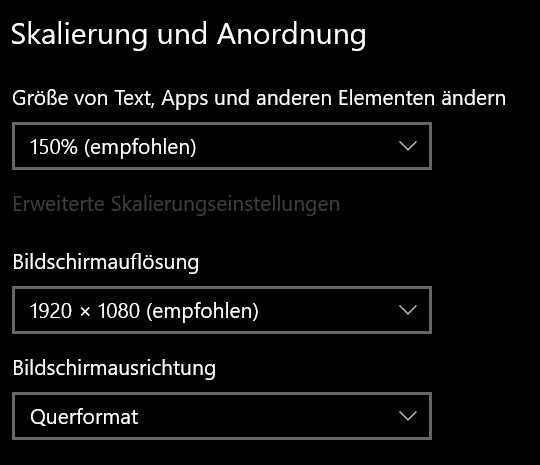 Skalierung und Anordnung
Größe von Text, Apps und anderen Elementen ändern
150% (empfohlen)
Erweiterte Skalierungseinstellungen
Bildschirmauflösung
1920 × 1080 (empfohlen)
Bildschirmausrichtung
Querformat